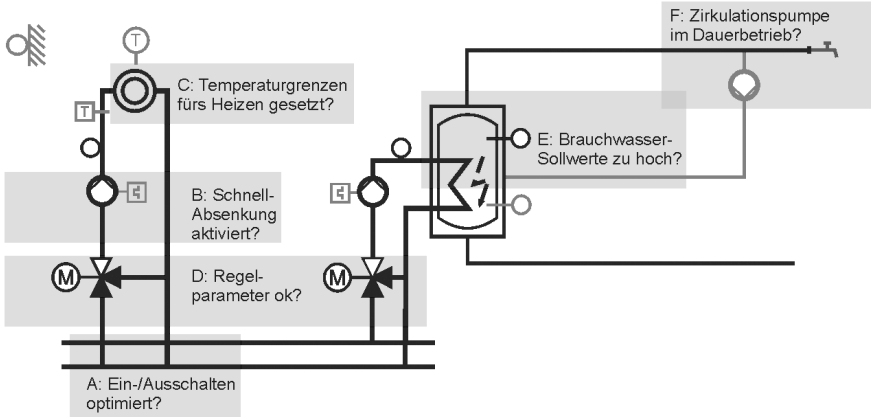 F: Zirkulationspumpe
im Dauerbetrieb?
T
C: Temperaturgrenzen
fürs Heizen gesetzt?
T
E: Brauchwasser-
Sollwerte zu hoch?
B: Schnell-
Absenkung
aktiviert?
M
D: Regel-
parameter ok?
M
A: Ein-/Ausschalten
optimiert?